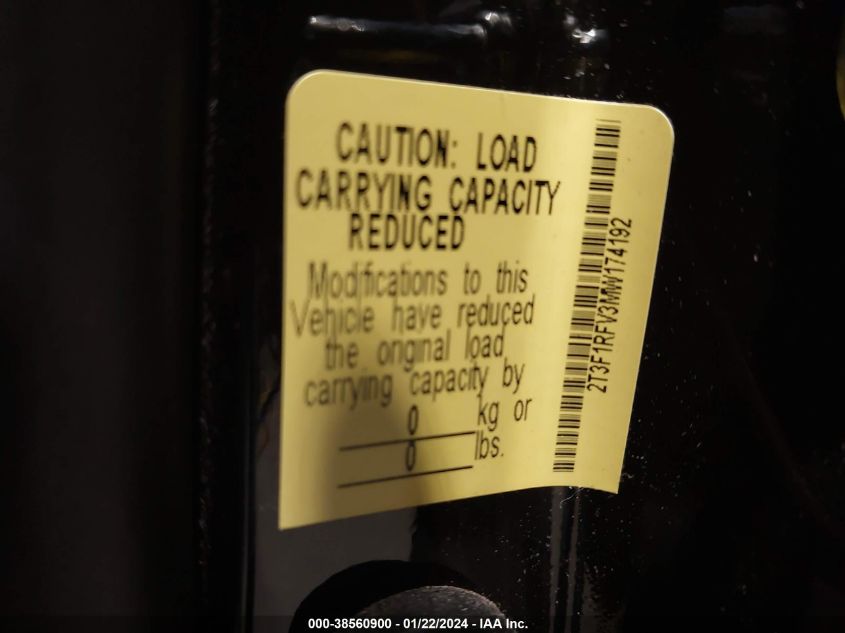 CAUTION: LOAD
CARRYING CAPACITY
REDUCED
Modifications to this
Vehicle have reduced
the original load
carrying capacity by
0 kg or
0 lbs.
2T3F1RFV3MW174192
000-38560900 - 01/22/2024 - IAA Inc.